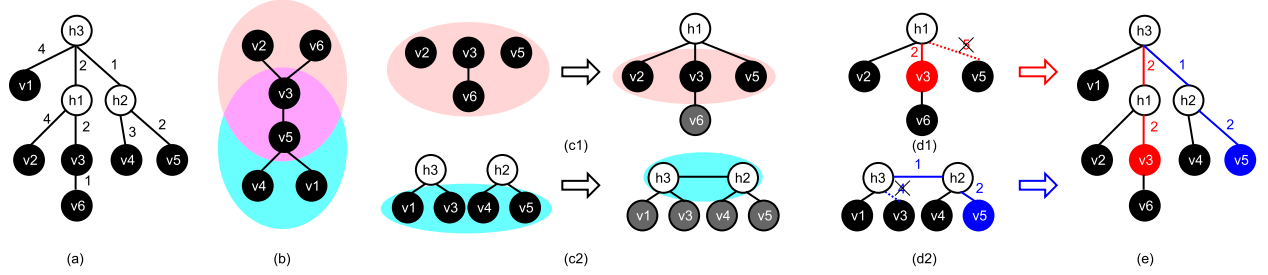 h3
4 2 1
v1
h1 h2
4 2 3 2
v2 v3 v4 v5
1
v6
(a)
v2 v6
v3
v5
v4 v1
(b)
v2 v3 v5
v6
h1
v2 v3 v5
v6
(c1)
h3 h2
v1 v3 v4 v5
h3 h2
v1 v3 v4 v5
(c2)
h1
2 5
v2 v3 v5
v6
(d1)
1
h3 h2
4 2
v1 v3 v4 v5
(d2)
h3
2 1
v1
h1 h2
2 2
v2 v3 v4 v5
v6
(e)